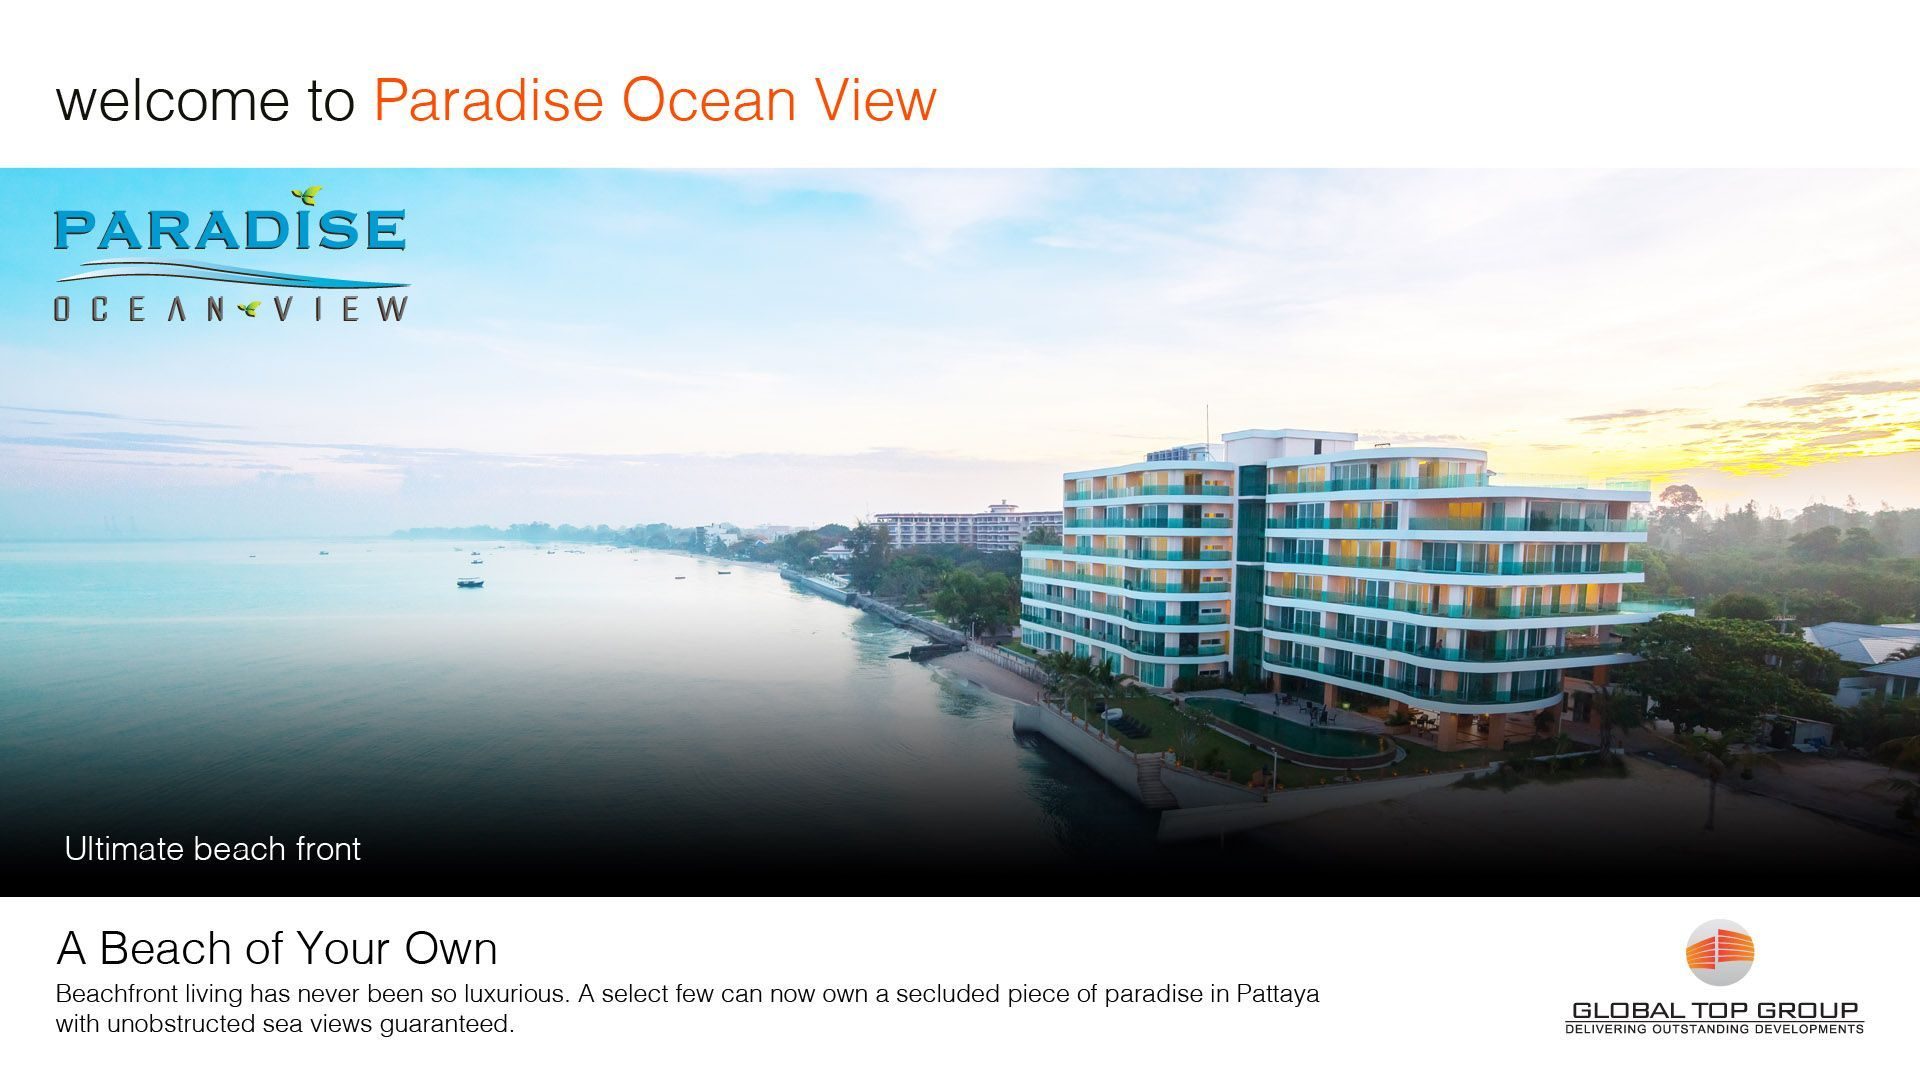 welcome to Paradise Ocean View
PARADISE
OCEAN VIEW
Ultimate beach front
A Beach of Your Own
Beachfront living has never been so luxurious. A select few can now own a secluded piece of paradise in Pattaya
with unobstructed sea views guaranteed.
GLOBAL TOP GROUP
DELIVERING OUTSTANDING DEVELOPMENTS